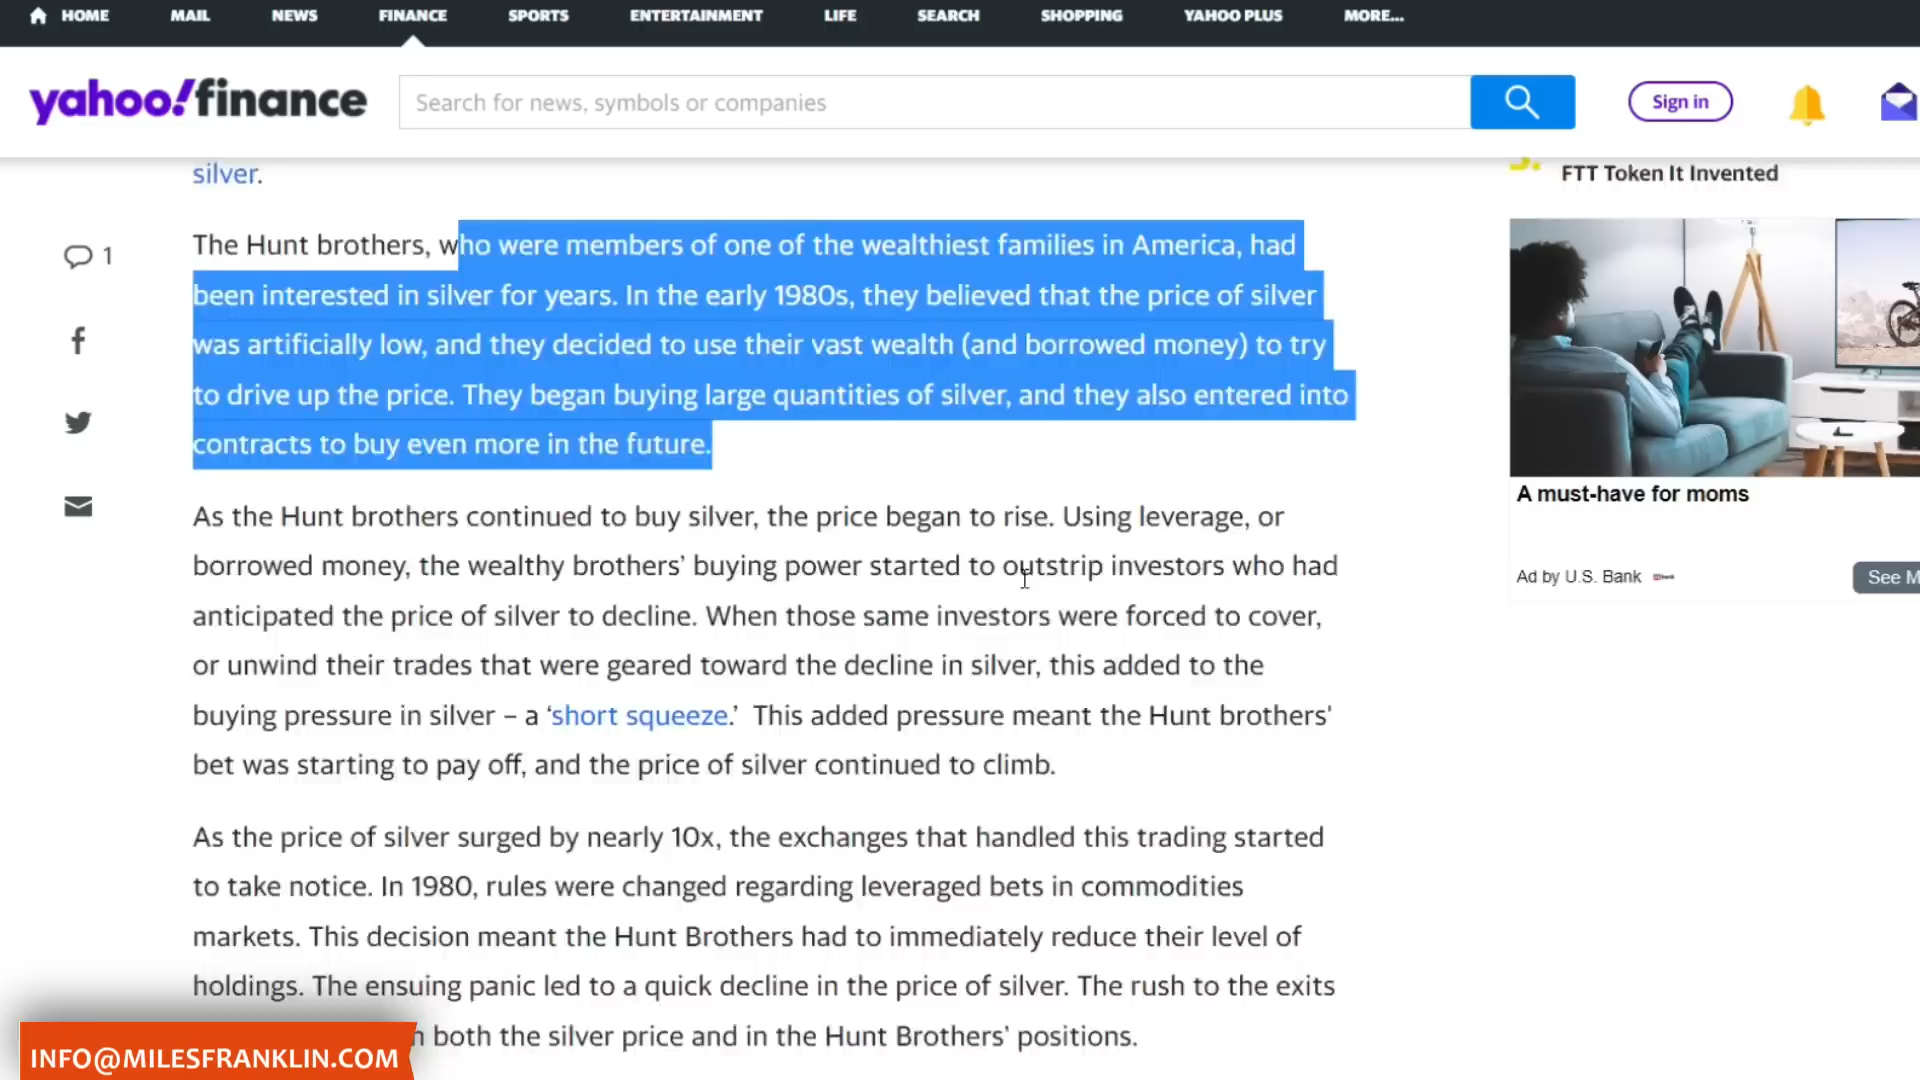 HOME MAIL NEWS FINANCE SPORTS ENTERTAINMENT LIFE SEARCH SHOPPING YAHOO PLUS MORE...
yahoo!finance
Search for news, symbols or companies
Sign in
silver.
The Hunt brothers, who were members of one of the wealthiest families in America, had
been interested in silver for years. In the early 1980s, they believed that the price of silver
was artificially low, and they decided to use their vast wealth (and borrowed money) to try
to drive up the price. They began buying large quantities of silver, and they also entered into
contracts to buy even more in the future.
As the Hunt brothers continued to buy silver, the price began to rise. Using leverage, or
borrowed money, the wealthy brothers’ buying power started to outstrip investors who had
anticipated the price of silver to decline. When those same investors were forced to cover,
or unwind their trades that were geared toward the decline in silver, this added to the
buying pressure in silver – a ‘short squeeze.’ This added pressure meant the Hunt brothers’
bet was starting to pay off, and the price of silver continued to climb.
As the price of silver surged by nearly 10x, the exchanges that handled this trading started
to take notice. In 1980, rules were changed regarding leveraged bets in commodities
markets. This decision meant the Hunt Brothers had to immediately reduce their level of
holdings. The ensuing panic led to a quick decline in the price of silver. The rush to the exits
n both the silver price and in the Hunt Brothers’ positions.
1
FTT Token It Invented
A must-have for moms
Ad by U.S. Bank
See M
INFO@MILESFRANKLIN.COM